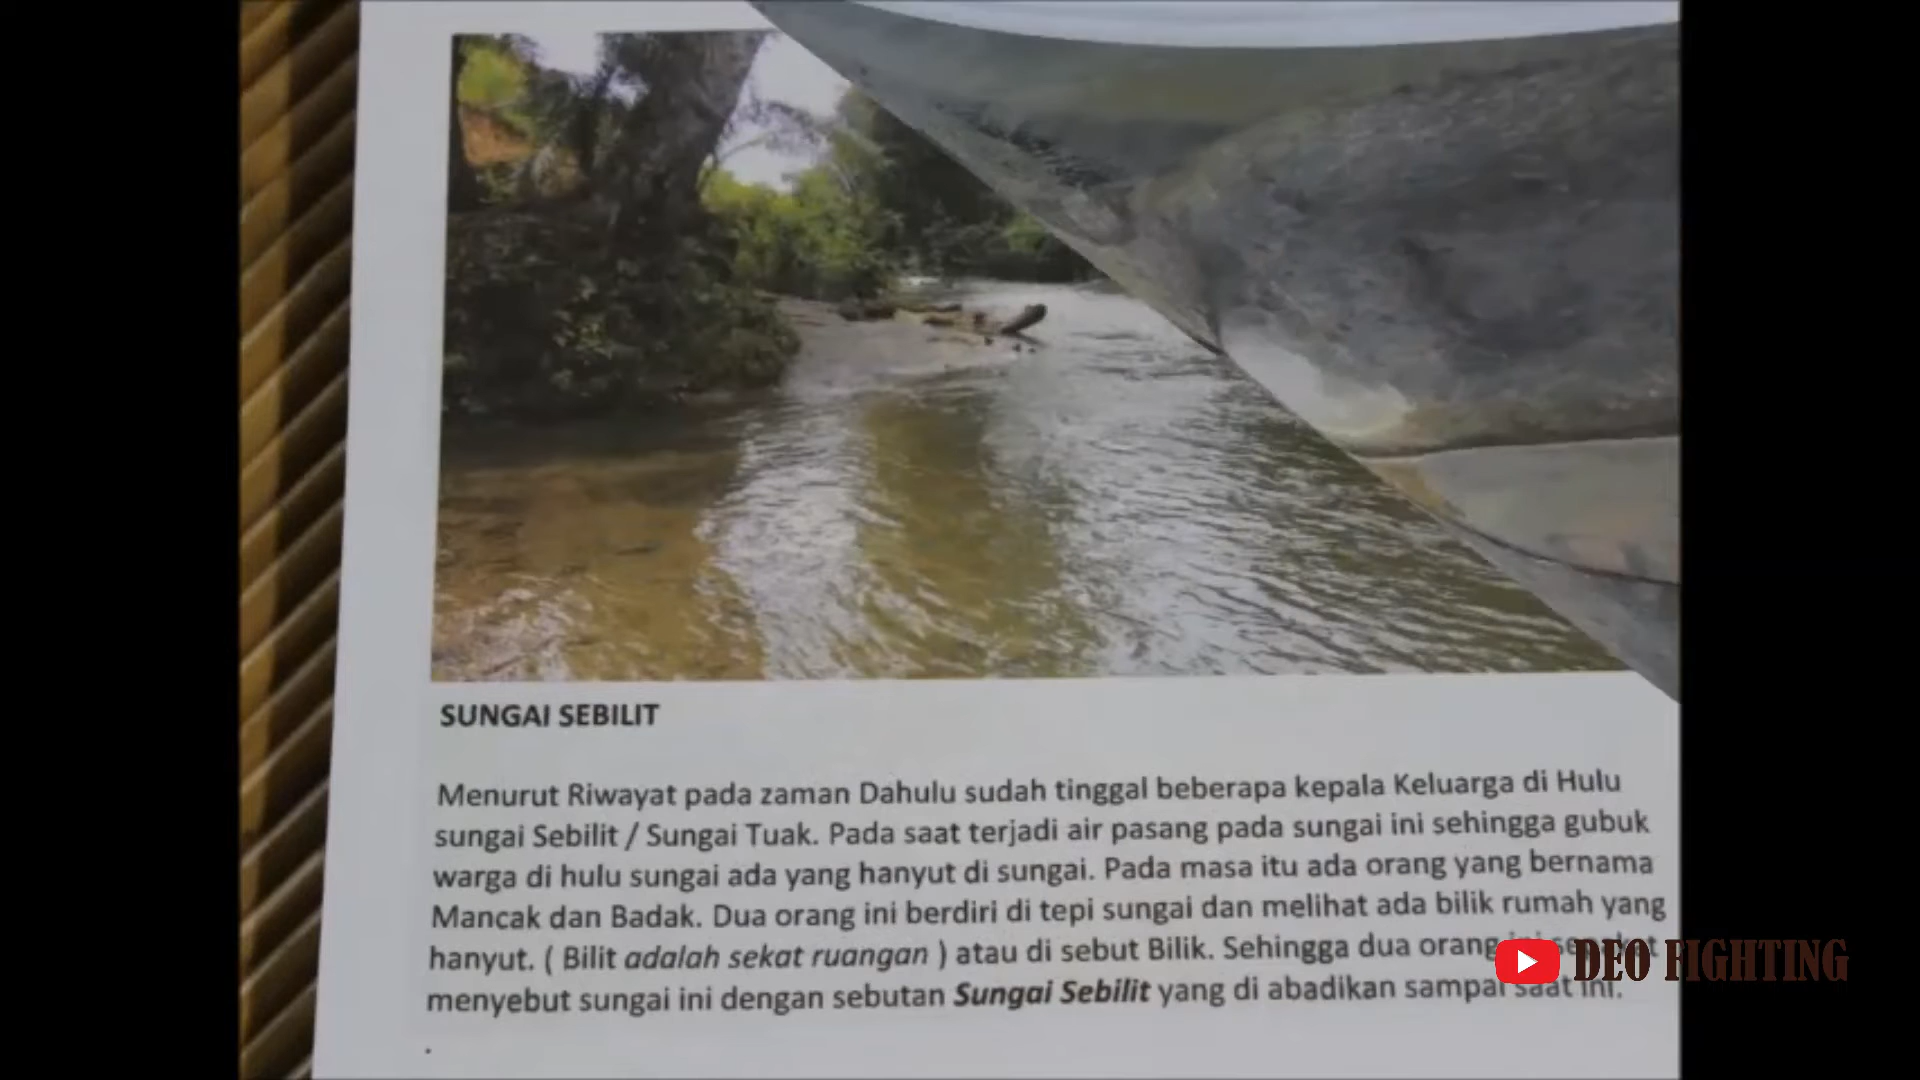 SUNGAI SEBILIT
Menurut Riwayat pada zaman Dahulu sudah tinggal beberapa kepala Keluarga di Hulu
sungai Sebilit / Sungai Tuak. Pada saat terjadi air pasang pada sungai ini sehingga gubuk
warga di hulu sungai ada yang hanyut di sungai. Pada masa itu ada orang yang bernama
Mancak dan Badak. Dua orang ini berdiri di tepi sungai dan melihat ada bilik rumah yang
hanyut. ( Bilit adalah sekat ruangan ) atau di sebut Bilik. Sehingga dua orang
menyebut sungai ini dengan sebutan Sungai Sebilit yang di abadikan sampai saat ini.
.
DEO FIGHTING